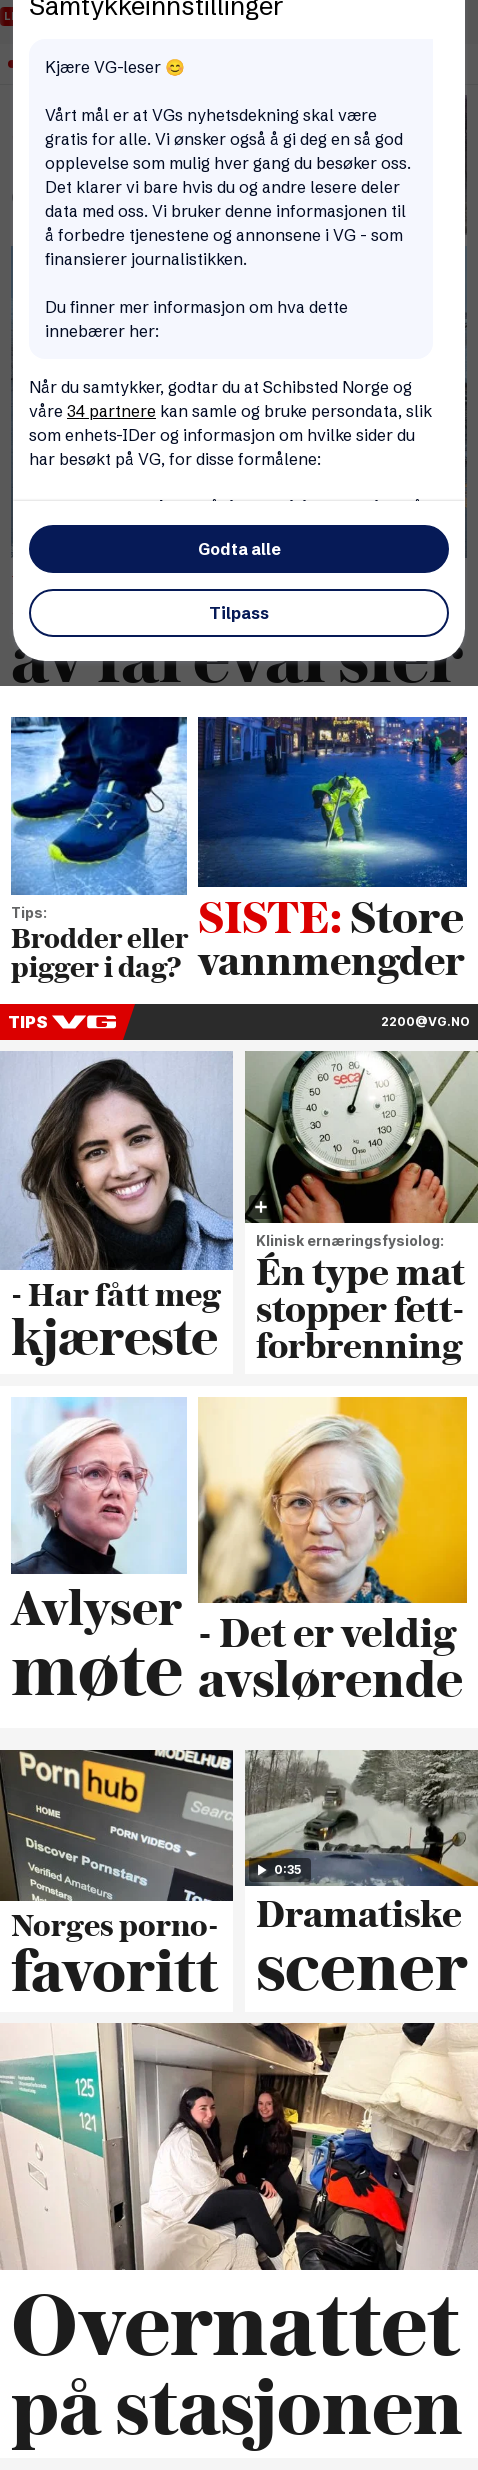 Samtykkeinnstillinger
Kjære VG-leser 😊
Vårt mål er at VGs nyhetsdekning skal være
gratis for alle. Vi ønsker også å gi deg en så god
opplevelse som mulig hver gang du besøker oss.
Det klarer vi bare hvis du og andre lesere deler
data med oss. Vi bruker denne informasjonen til
å forbedre tjenestene og annonsene i VG - som
finansierer journalistikken.
Du finner mer informasjon om hva dette
innebærer her:
Når du samtykker, godtar du at Schibsted Norge og
våre 34 partnere kan samle og bruke persondata, slik
som enhets-IDer og informasjon om hvilke sider du
har besøkt på VG, for disse formålene:
Godta alle
Tilpass
Tips:
Brodder eller
pigger i dag?
SISTE: Store
vannmengder
TIPS VG
2200@VG.NO
- Har fått meg
kjæreste
seca
Klinisk ernæringsfysiolog:
Én type mat
stopper fett-
forbrenning
Avlyser
møte
- Det er veldig
avslørende
MODELHUB
Pornhub
HOME
PORN VIDEOS
Search
Discover Pornstars
Verified Amateurs
Pornstars
Norges porno-
favoritt
0:35
Dramatiske
scener
125
121
Overnattet
på stasjonen